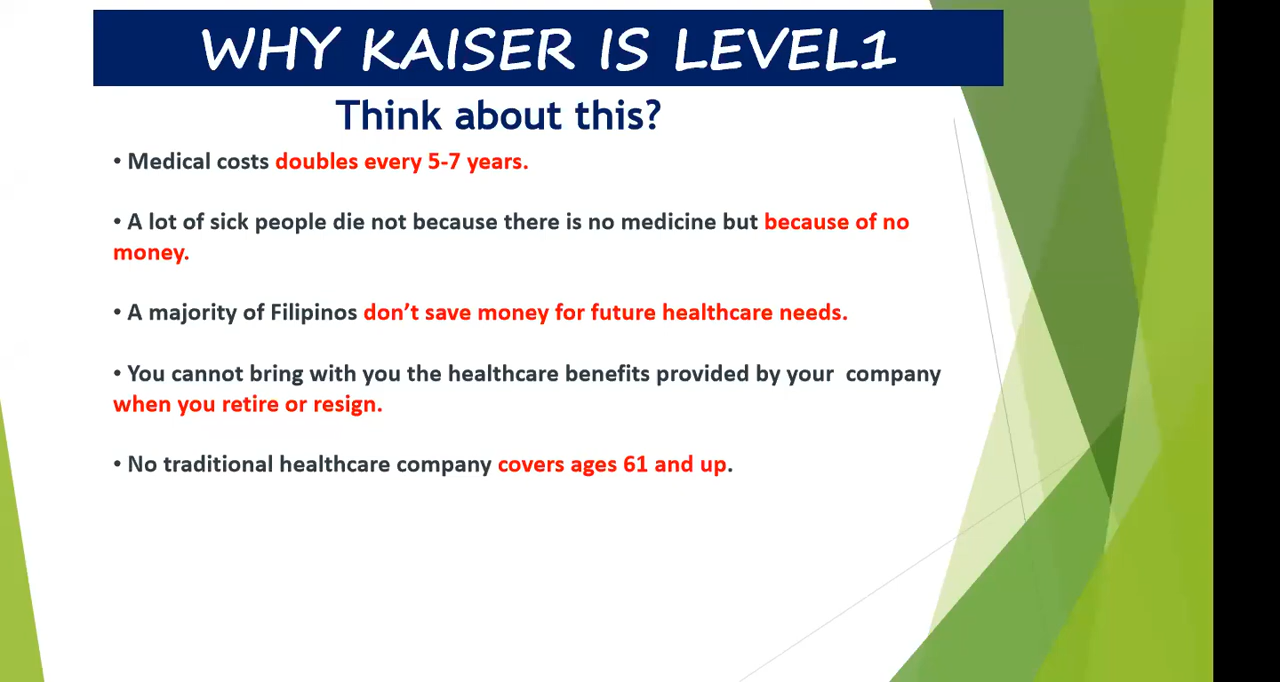 WHY KAISER IS LEVEL1
Think about this?
• Medical costs doubles every 5-7 years.
• A lot of sick people die not because there is no medicine but because of no
money.
• A majority of Filipinos don’t save money for future healthcare needs.
• You cannot bring with you the healthcare benefits provided by your company
when you retire or resign.
• No traditional healthcare company covers ages 61 and up.